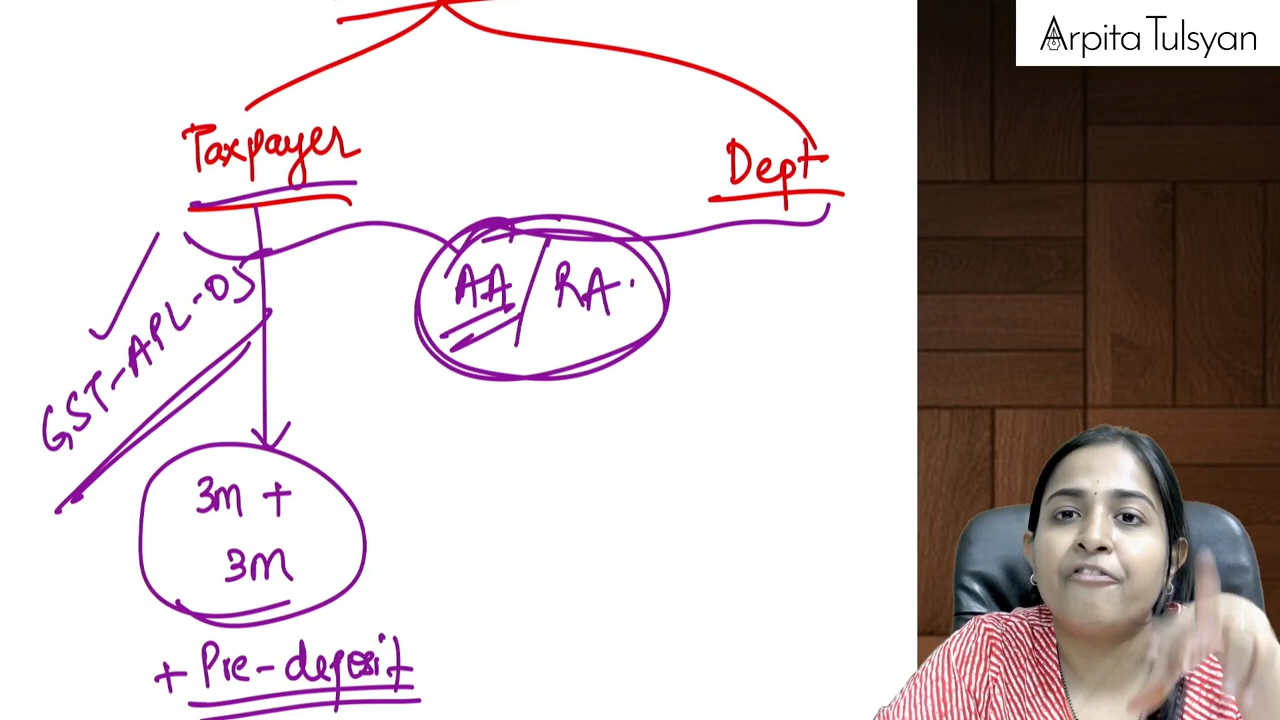 Arpita Tulsyan
Taxpayer
Dept
AA / RA.
GST-APL-05
3m +
3m
+ Pre-deposit